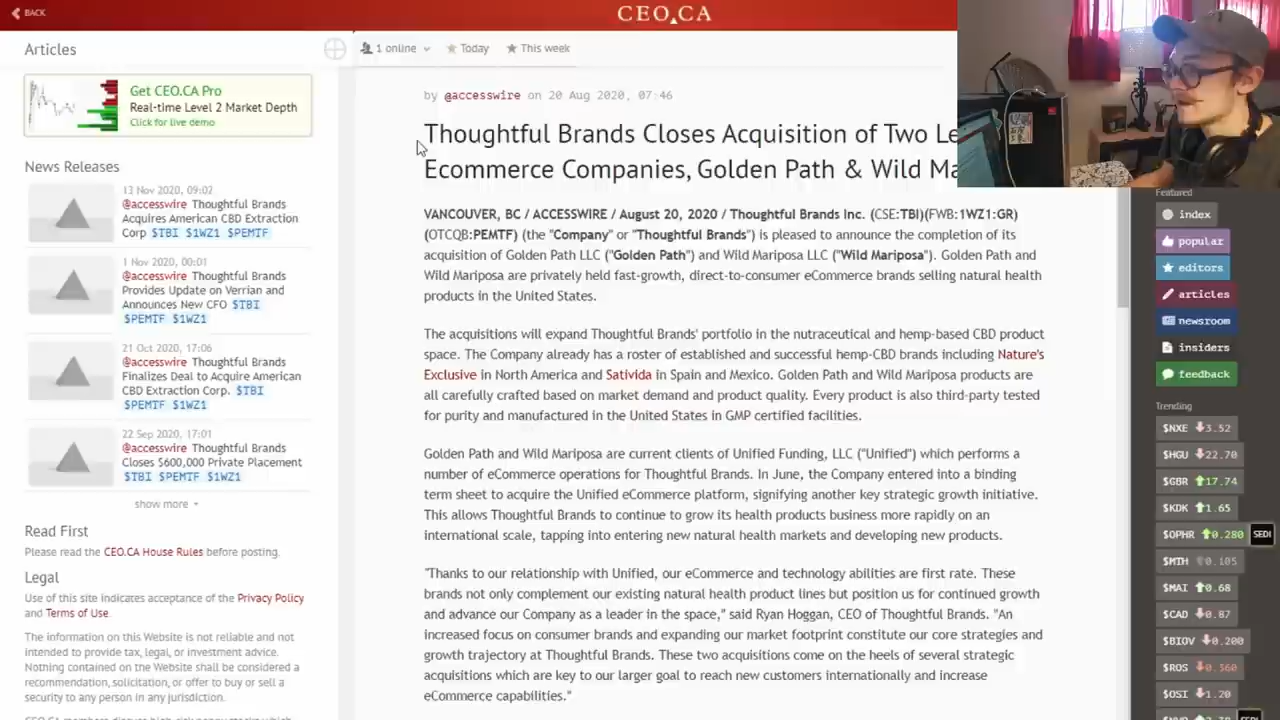 BACK
CEO.CA
Articles
1 online
Today
This week
Get CEO.CA Pro
Real-time Level 2 Market Depth
Click for live demo
News Releases
13 Nov 2020, 09:02
@accesswire Thoughtful Brands
Acquires American CBD Extraction
Corp $TBI $1WZ1 $PEMTF
1 Nov 2020, 00:01
@accesswire Thoughtful Brands
Provides Update on Verrian and
Announces New CFO $TBI
$PEMTF $1WZ1
21 Oct 2020, 17:06
@accesswire Thoughtful Brands
Finalizes Deal to Acquire American
CBD Extraction Corp. $TBI
$PEMTF $1WZ1
22 Sep 2020, 17:01
@accesswire Thoughtful Brands
Closes $600,000 Private Placement
$TBI $PEMTF $1WZ1
show more
Read First
Please read the CEO.CA House Rules before posting.
Legal
Use of this site indicates acceptance of the Privacy Policy
and Terms of Use.
The information on this Website is not reliable and not
intended to provide tax, legal, or investment advice.
Nothing contained on the Website shall be considered a
recommendation, solicitation, or offer to buy or sell a
security to any person in any jurisdiction.
CEO.CA members discuss high-risk penny stocks which
by @accesswire on 20 Aug 2020, 07:46
Thoughtful Brands Closes Acquisition of Two Le
Ecommerce Companies, Golden Path & Wild Ma
VANCOUVER, BC / ACCESSWIRE / August 20, 2020 / Thoughtful Brands Inc. (CSE:TBI)(FWB:1WZ1:GR)
(OTCQB:PEMTF) (the "Company" or "Thoughtful Brands") is pleased to announce the completion of its
acquisition of Golden Path LLC ("Golden Path") and Wild Mariposa LLC ("Wild Mariposa"). Golden Path and
Wild Mariposa are privately held fast-growth, direct-to-consumer eCommerce brands selling natural health
products in the United States.
The acquisitions will expand Thoughtful Brands' portfolio in the nutraceutical and hemp-based CBD product
space. The Company already has a roster of established and successful hemp-CBD brands including Nature's
Exclusive in North America and Sativida in Spain and Mexico. Golden Path and Wild Mariposa products are
all carefully crafted based on market demand and product quality. Every product is also third-party tested
for purity and manufactured in the United States in GMP certified facilities.
Golden Path and Wild Mariposa are current clients of Unified Funding, LLC ("Unified") which performs a
number of eCommerce operations for Thoughtful Brands. In June, the Company entered into a binding
term sheet to acquire the Unified eCommerce platform, signifying another key strategic growth initiative.
This allows Thoughtful Brands to continue to grow its health products business more rapidly on an
international scale, tapping into entering new natural health markets and developing new products.
"Thanks to our relationship with Unified, our eCommerce and technology abilities are first rate. These
brands not only complement our existing natural health product lines but position us for continued growth
and advance our Company as a leader in the space," said Ryan Hoggan, CEO of Thoughtful Brands. "An
increased focus on consumer brands and expanding our market footprint constitute our core strategies and
growth trajectory at Thoughtful Brands. These two acquisitions come on the heels of several strategic
acquisitions which are key to our larger goal to reach new customers internationally and increase
eCommerce capabilities."
Featured
index
popular
editors
articles
newsroom
insiders
feedback
Trending
$NXE 3.52
$HGU 22.70
$GBR 17.74
$KDK 1.65
$OPHR 0.280 SEDI
$MTH 0.105
$MAI 0.68
$CAD 0.87
$BIOV 0.200
$ROS 0.360
$OSI 1.20